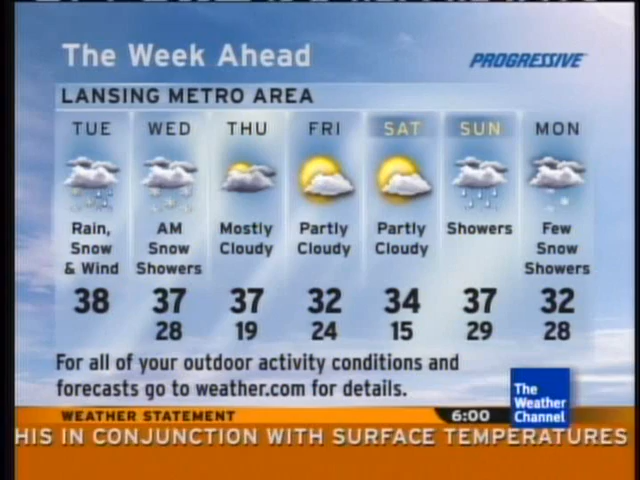 The Week Ahead
PROGRESSIVE
LANSING METRO AREA
TUE WED THU FRI SAT SUN MON
Rain, Snow & Wind
AM Snow Showers
Mostly Cloudy
Partly Cloudy
Partly Cloudy
Showers
Few Snow Showers
38 37 37 32 34 37 32
28 19 24 15 29 28
For all of your outdoor activity conditions and
forecasts go to weather.com for details.
The
Weather
Channel
WEATHER STATEMENT 6:00
HIS IN CONJUNCTION WITH SURFACE TEMPERATURES